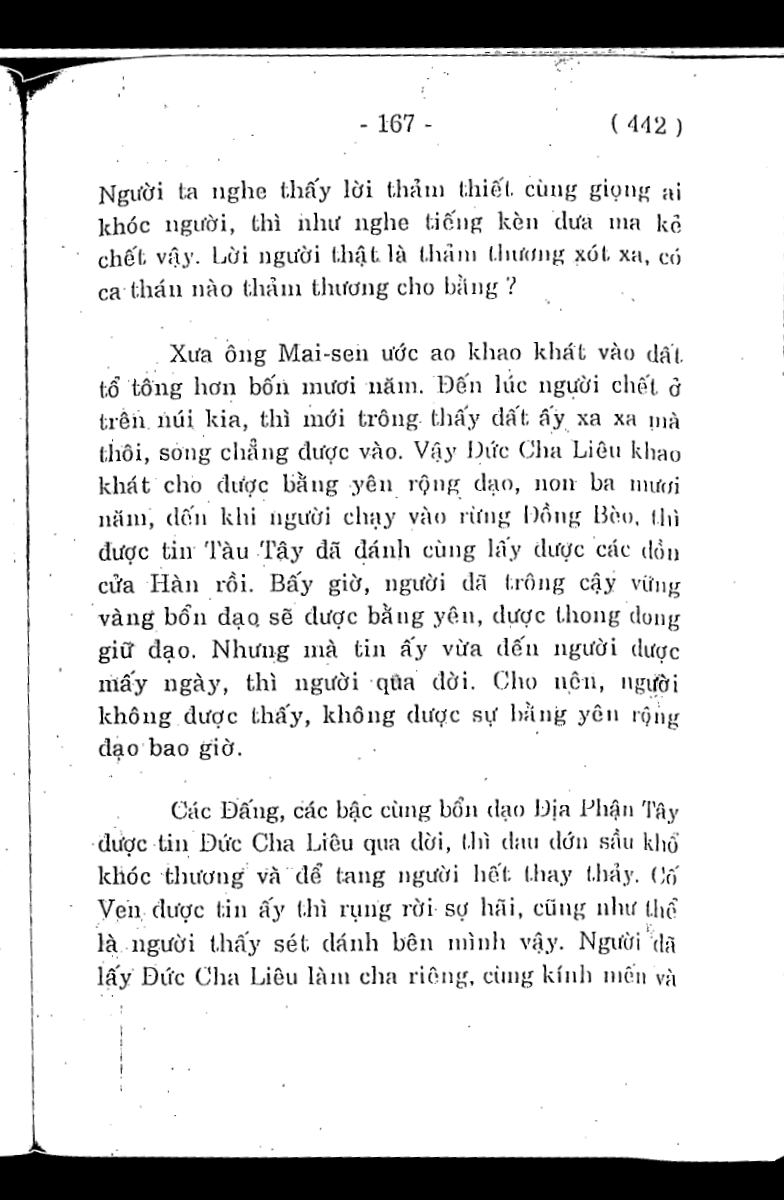 - 167 - ( 442 )
Người ta nghe thấy lời thảm thiết cùng giọng ai
khóc người, thì như nghe tiếng kèn đưa ma kẻ
chết vậy. Lời người thật là thảm thương xót xa, có
ca thán nào thảm thương cho bằng ?
Xưa ông Mai-sen ước ao khao khát vào đất
tổ tông hơn bốn mươi năm. Đến lúc người chết ở
trên núi kia, thì mới trông thấy đất ấy xa xa mà
thôi, song chẳng được vào. Vậy Đức Cha Liêu khao
khát cho được bằng yên rộng đạo, non ba mươi
năm, đến khi người chạy vào rừng Đồng Bèo, thì
được tin Tàu Tây đã đánh cùng lấy được các đồn
cửa Hàn rồi. Bấy giờ, người đã trông cậy vững
vàng bổn đạo sẽ được bằng yên, được thong dong
giữ đạo. Nhưng mà tin ấy vừa đến người được
mấy ngày, thì người qũa đời. Cho nên, người
không được thấy, không được sự bằng yên rộng
đạo bao giờ.
Các Đấng, các bậc cùng bổn đạo Địa Phận Tây
được tin Đức Cha Liêu qua đời, thì đau đớn sầu khổ
khóc thương và để tang người hết thay thảy. Cố
Ven được tin ấy thì rụng rời sợ hãi, cũng như thể
là người thấy sét đánh bên mình vậy. Người đã
lấy Đức Cha Liêu làm cha riêng, cùng kính mến và